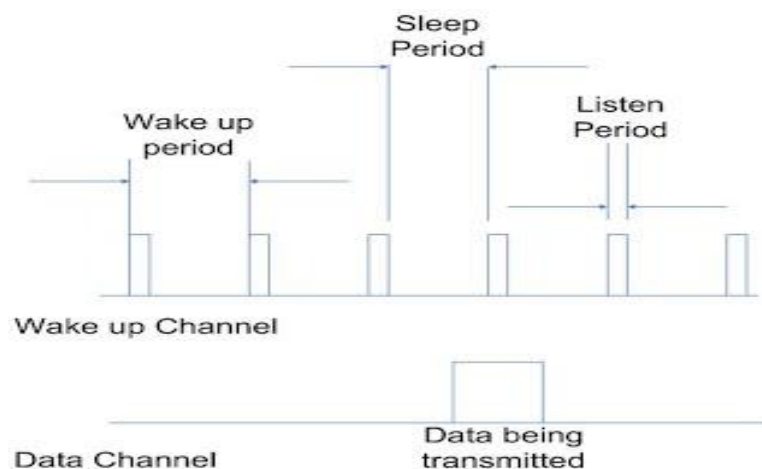 Sleep
Period
Wake up
period
Listen
Period
Wake up Channel
Data being
transmitted
Data Channel